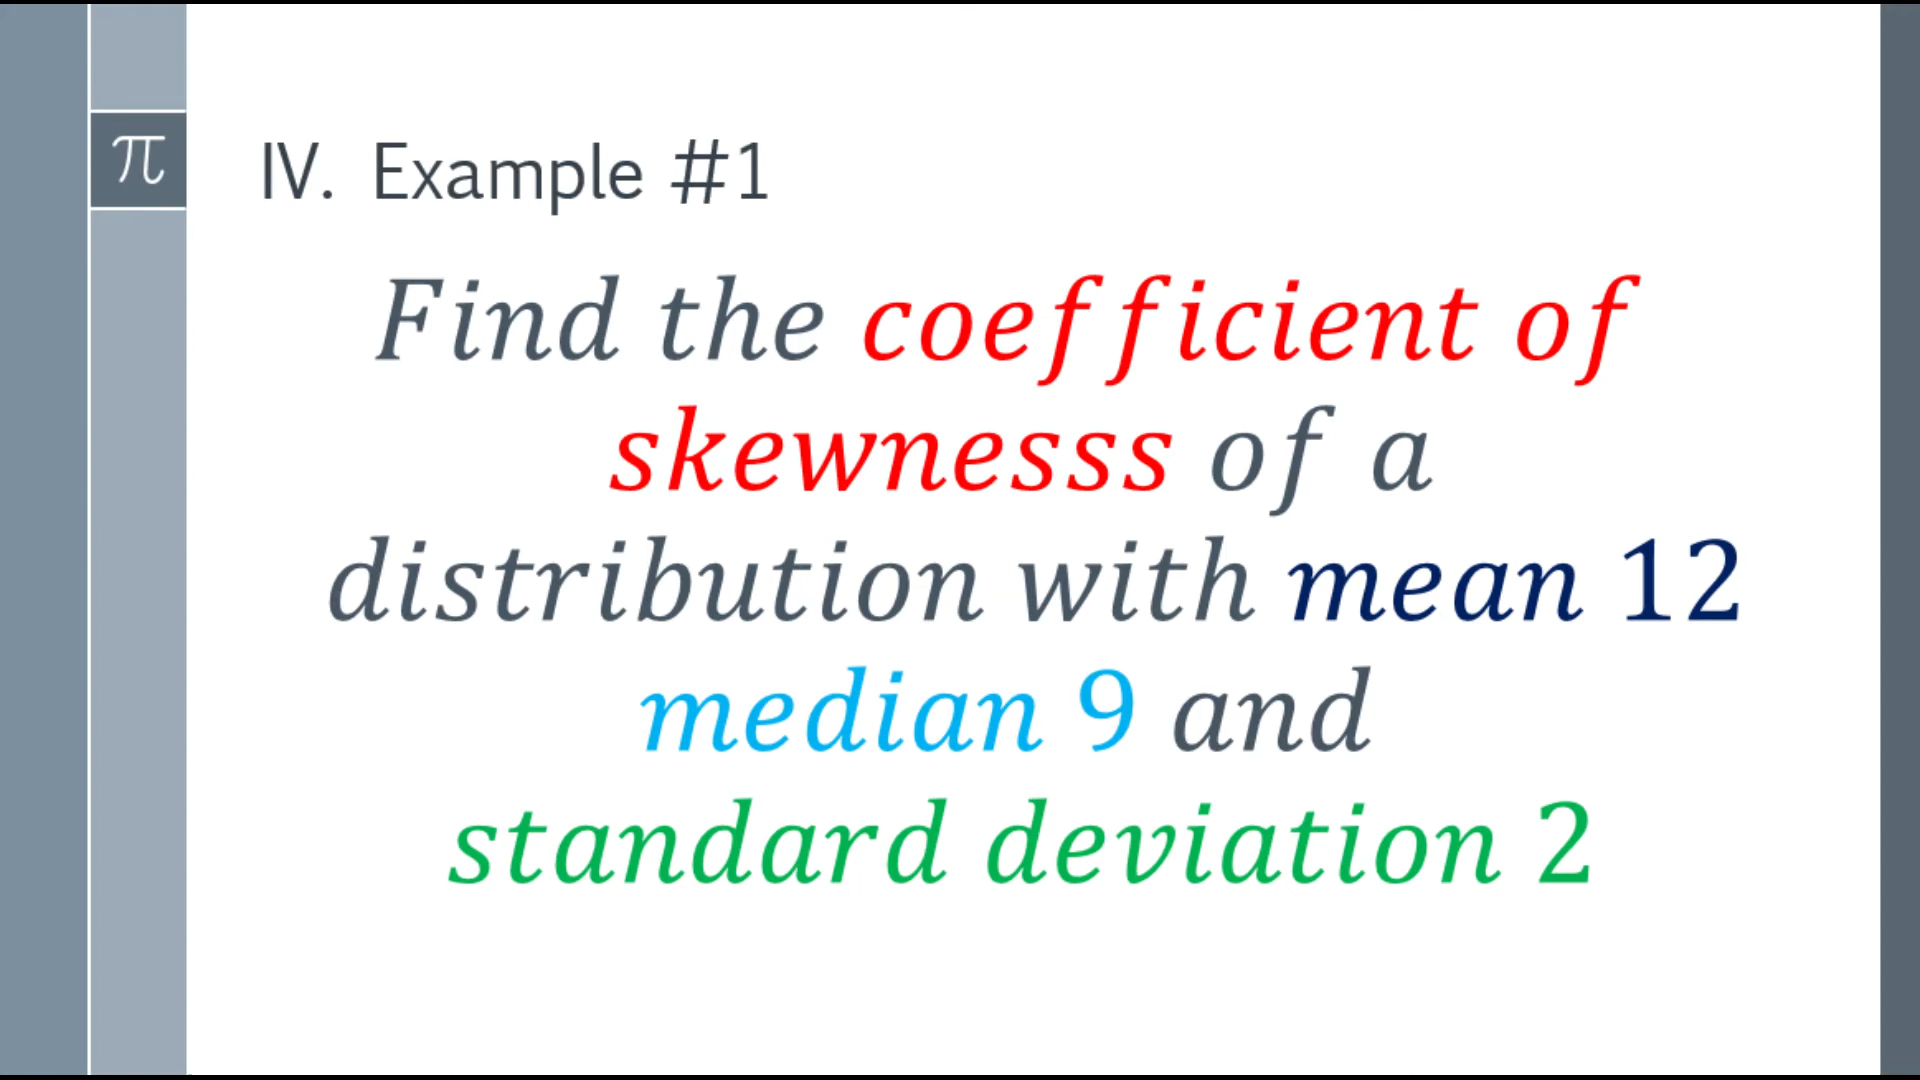 π
IV. Example #1
Find the coefficient of
skewnesss of a
distribution with mean 12
median 9 and
standard deviation 2